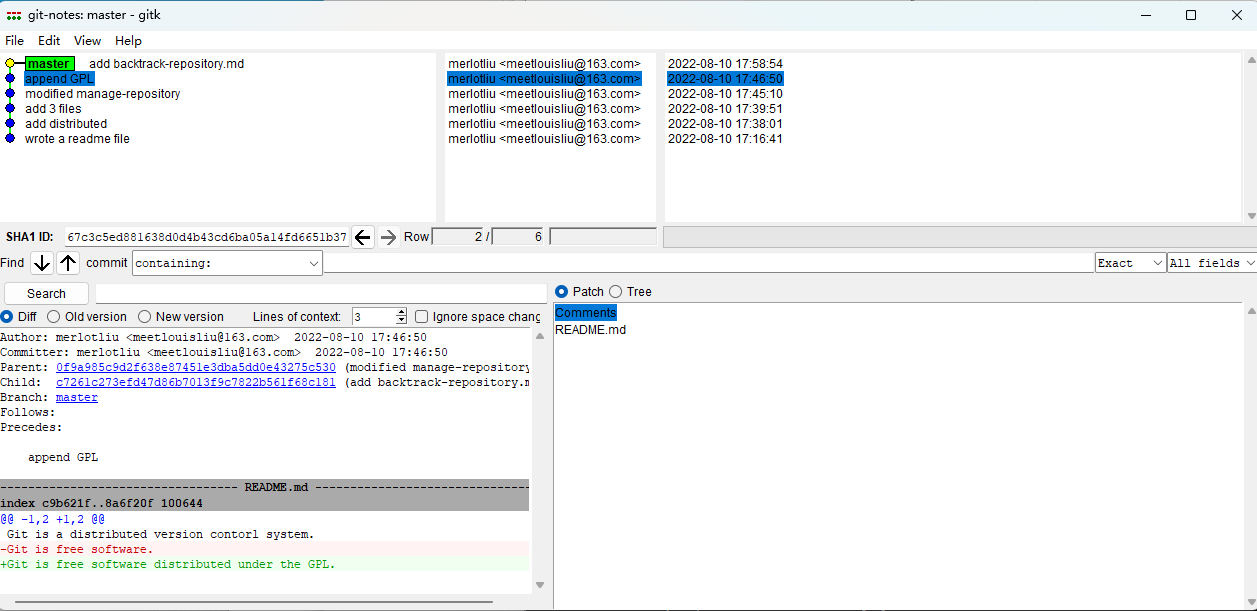 git-notes: master - gitk
File Edit View Help
master add backtrack-repository.md merlotliu <meetlouisliu@163.com> 2022-08-10 17:58:54
append GPL merlotliu <meetlouisliu@163.com> 2022-08-10 17:46:50
modified manage-repository merlotliu <meetlouisliu@163.com> 2022-08-10 17:45:10
add 3 files merlotliu <meetlouisliu@163.com> 2022-08-10 17:39:51
add distributed merlotliu <meetlouisliu@163.com> 2022-08-10 17:38:01
wrote a readme file merlotliu <meetlouisliu@163.com> 2022-08-10 17:16:41
SHA1 ID: 67c3c5ed881638d0d4b43cd6ba05a14fd6651b37 Row 2 / 6
Find commit containing: Exact All fields
Search
Patch Tree
Diff Old version New version Lines of context: 3 Ignore space chang
Comments
README.md
Author: merlotliu <meetlouisliu@163.com> 2022-08-10 17:46:50
Committer: merlotliu <meetlouisliu@163.com> 2022-08-10 17:46:50
Parent: 0f9a985c9d2f638e87451e3dba5dd0e43275c530 (modified manage-repository
Child: c7261c273efd47d86b7013f9c7822b561f68c181 (add backtrack-repository.m
Branch: master
Follows:
Precedes:
append GPL
---------------------------------- README.md -------------------------------
index c9b621f..8a6f20f 100644
@@ -1,2 +1,2 @@
Git is a distributed version contorl system.
-Git is free software.
+Git is free software distributed under the GPL.